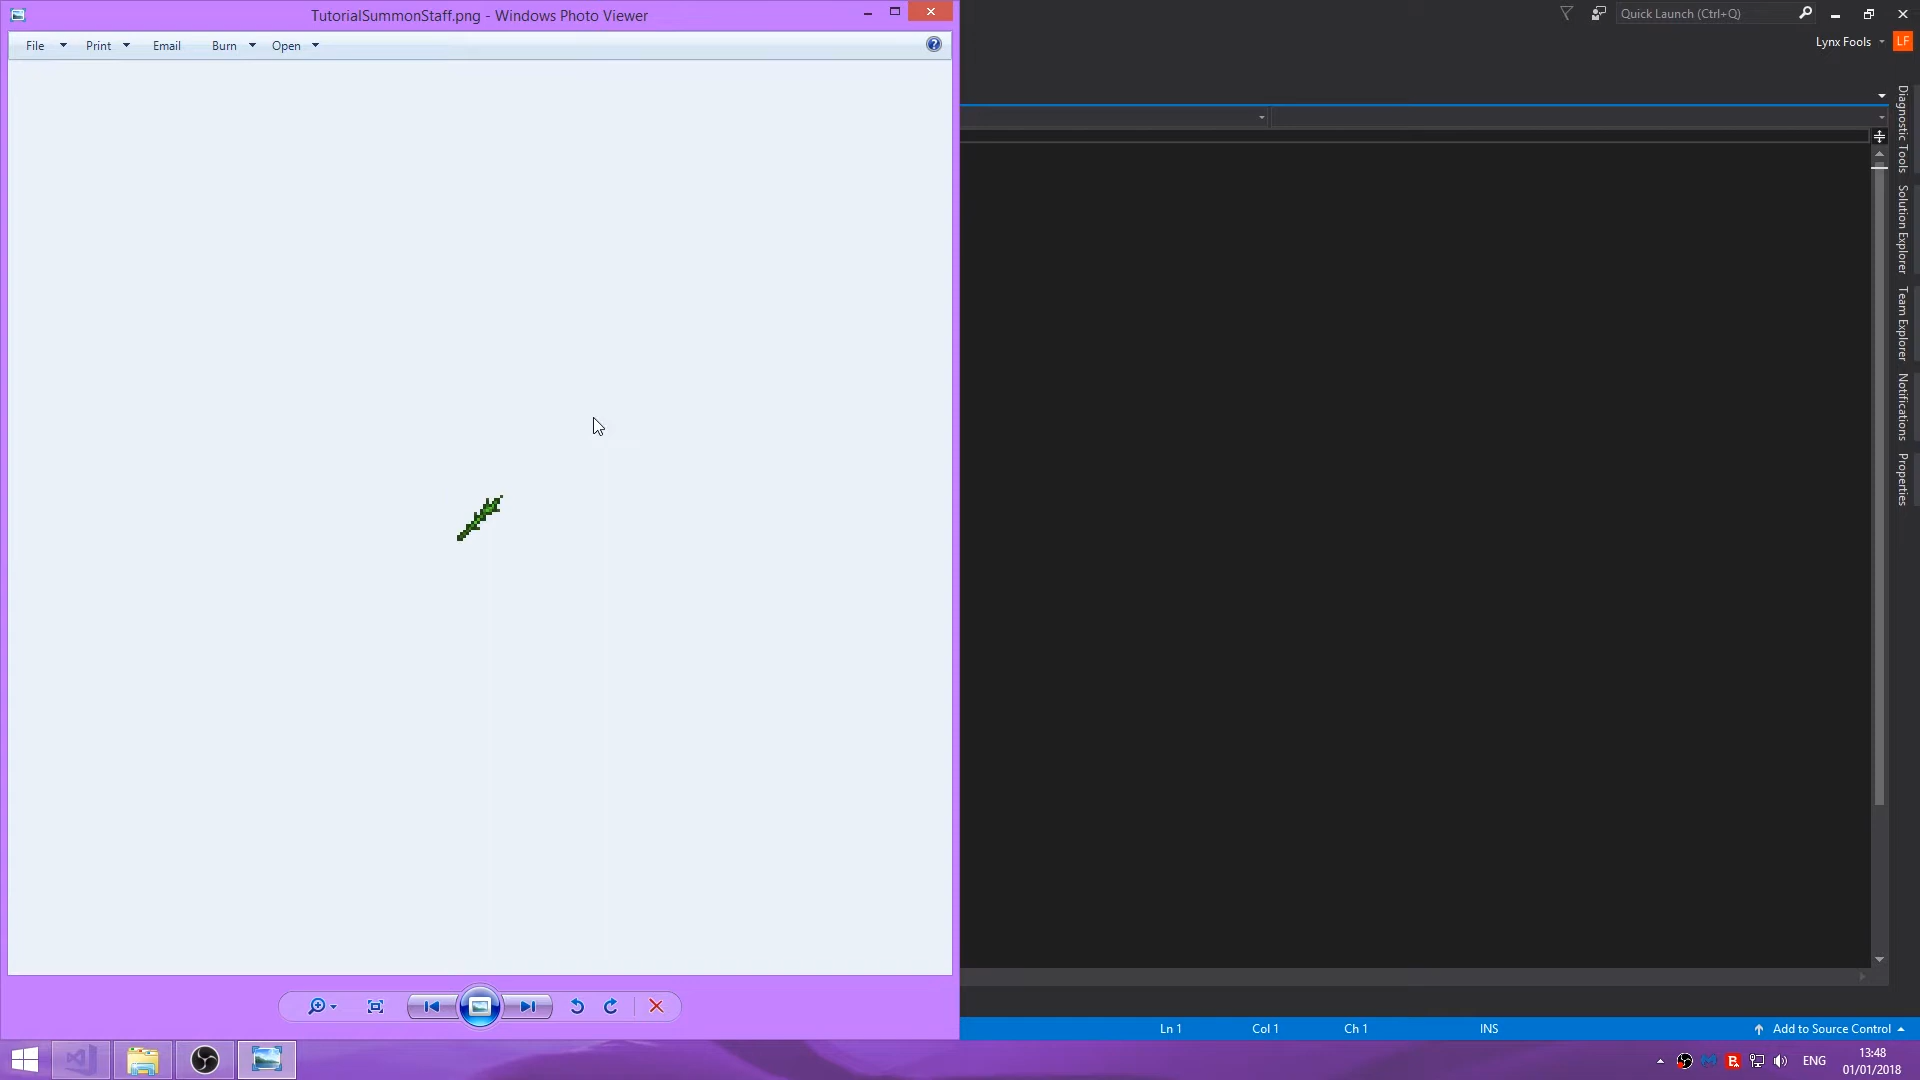 TutorialSummonStaff.png - Windows Photo Viewer
File Print Email Burn Open
Quick Launch (Ctrl+Q)
Lynx Fools LF
Diagnostic Tools
Solution Explorer
Team Explorer
Notifications
Properties
Ln 1 Col 1 Ch 1 INS Add to Source Control
ENG
13:48
01/01/2018